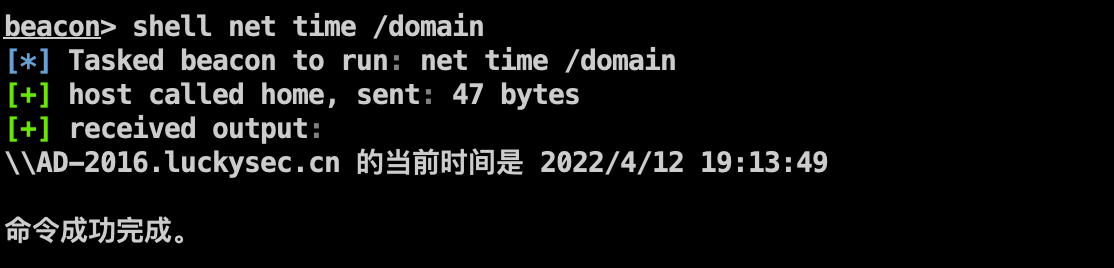 beacon> shell net time /domain
[*] Tasked beacon to run: net time /domain
[+] host called home, sent: 47 bytes
[+] received output:
\\AD-2016.luckysec.cn 的当前时间是 2022/4/12 19:13:49
命令成功完成。